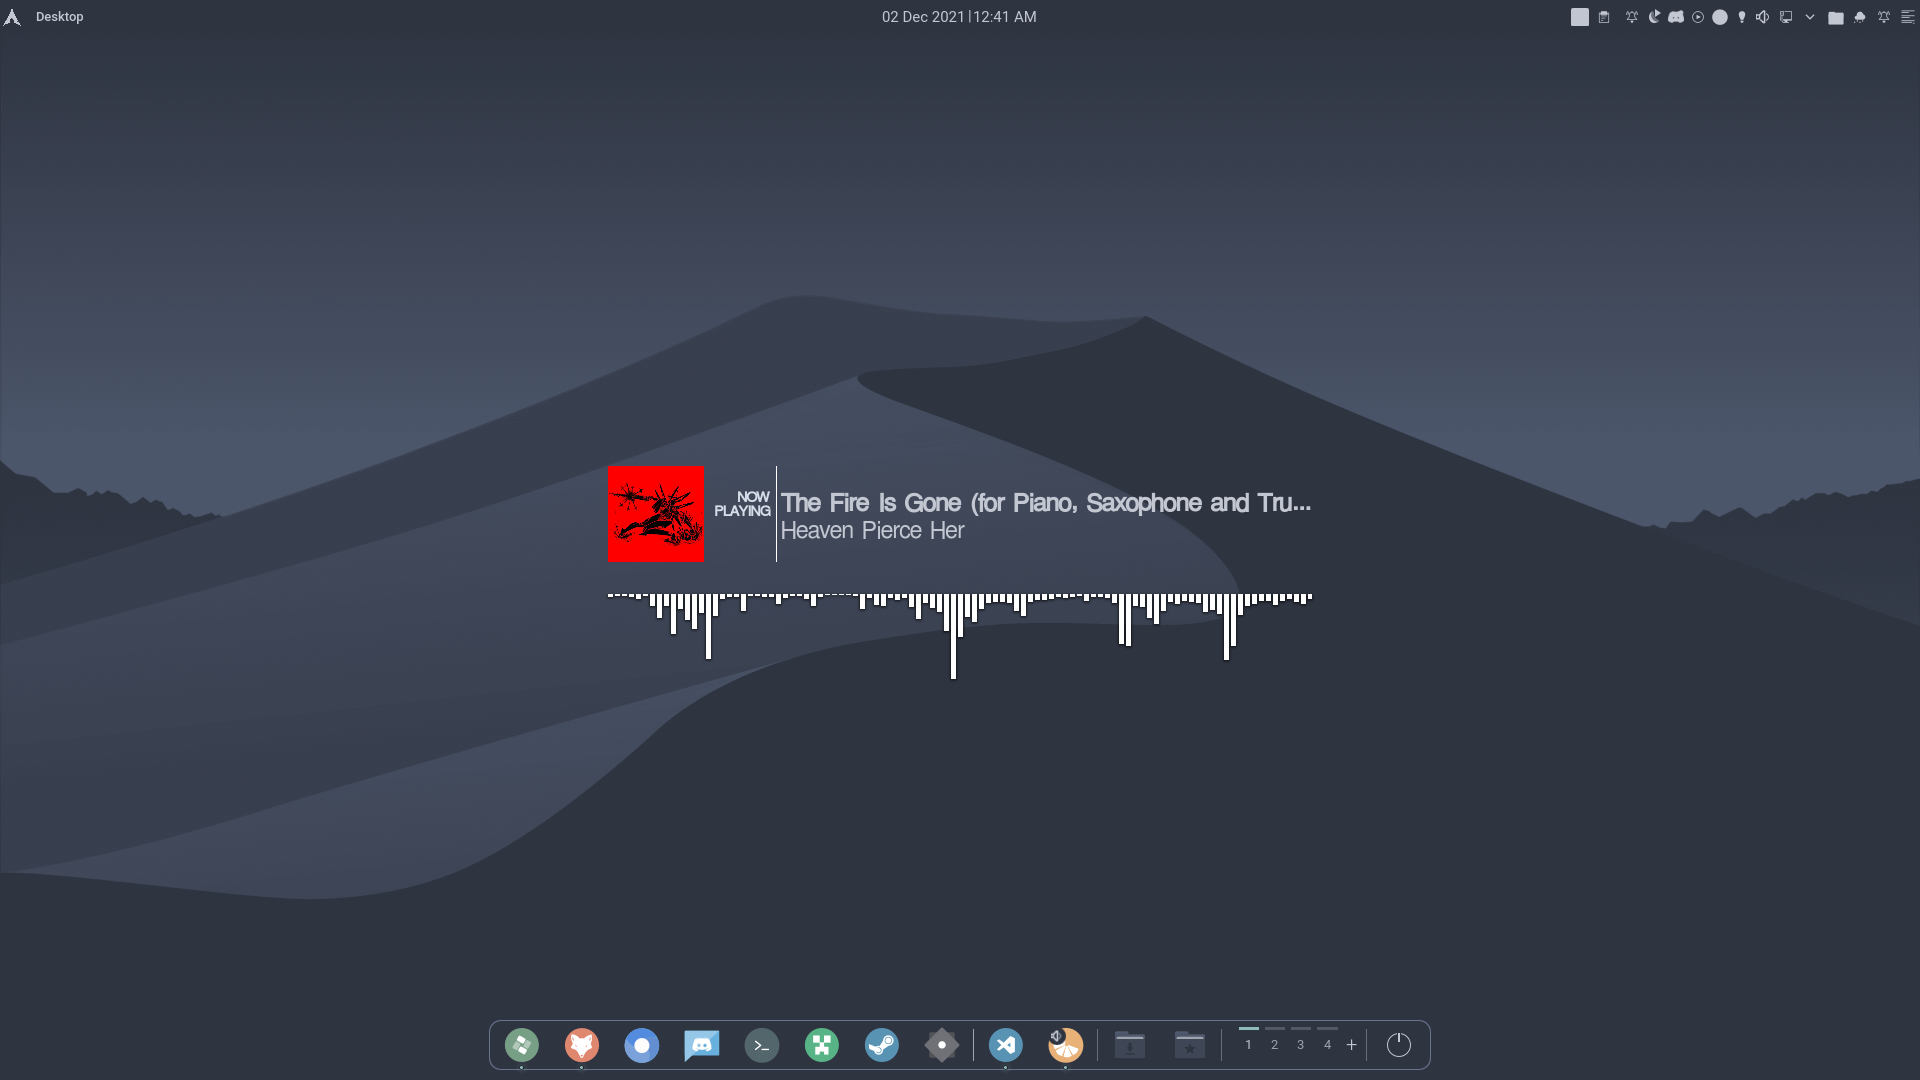 Desktop
02 Dec 2021|12:41 AM
NOW
PLAYING
The Fire Is Gone (for Piano, Saxophone and Tru...
Heaven Pierce Her
1 2 3 4 +